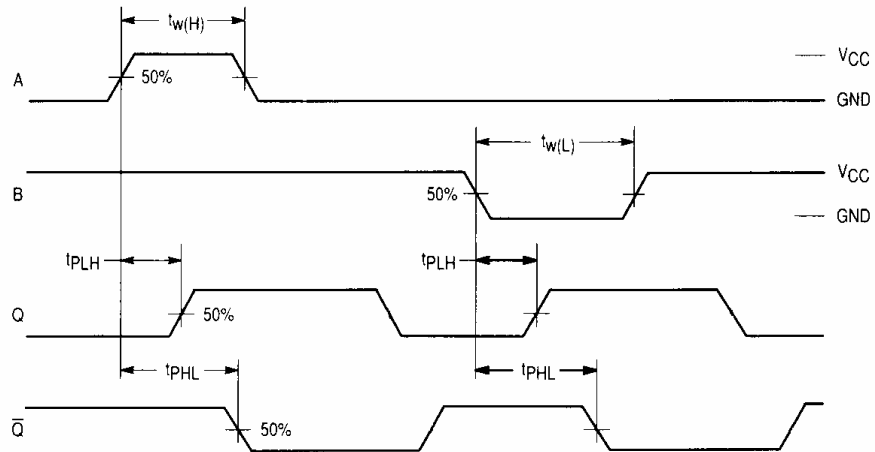 tw(H)
A
50%
VCC
GND
tw(L)
B
50%
VCC
GND
tPLH
tPLH
Q
50%
tPHL
tPHL
Q̅
50%